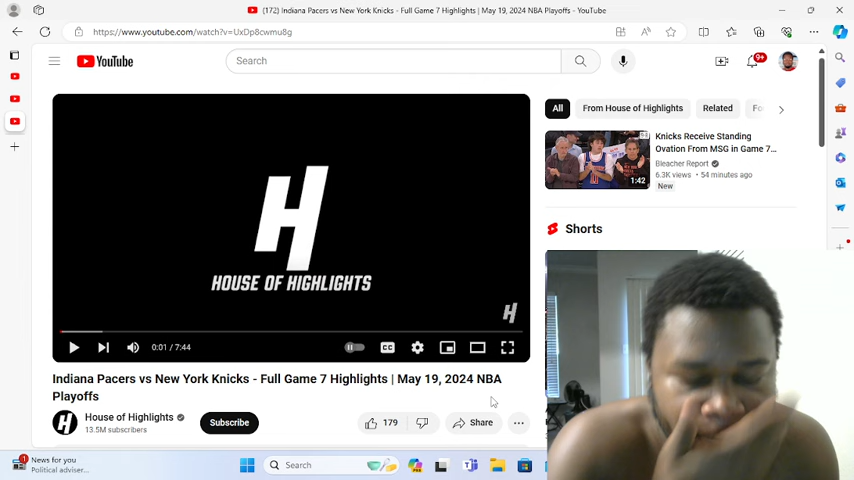 (172) Indiana Pacers vs New York Knicks - Full Game 7 Highlights | May 19, 2024 NBA Playoffs - YouTube
https://www.youtube.com/watch?v=UxDp8cwmu8g
YouTube
Search
9+
All
From House of Highlights
Related
Fo
H
HOUSE OF HIGHLIGHTS
H
0:01 / 7:44
CC
Knicks Receive Standing
Ovation From MSG in Game 7...
Bleacher Report
6.3K views • 54 minutes ago
New
1:42
Shorts
Indiana Pacers vs New York Knicks - Full Game 7 Highlights | May 19, 2024 NBA
Playoffs
House of Highlights
13.5M subscribers
Subscribe
179
Share
1
News for you
Political adviser...
Search